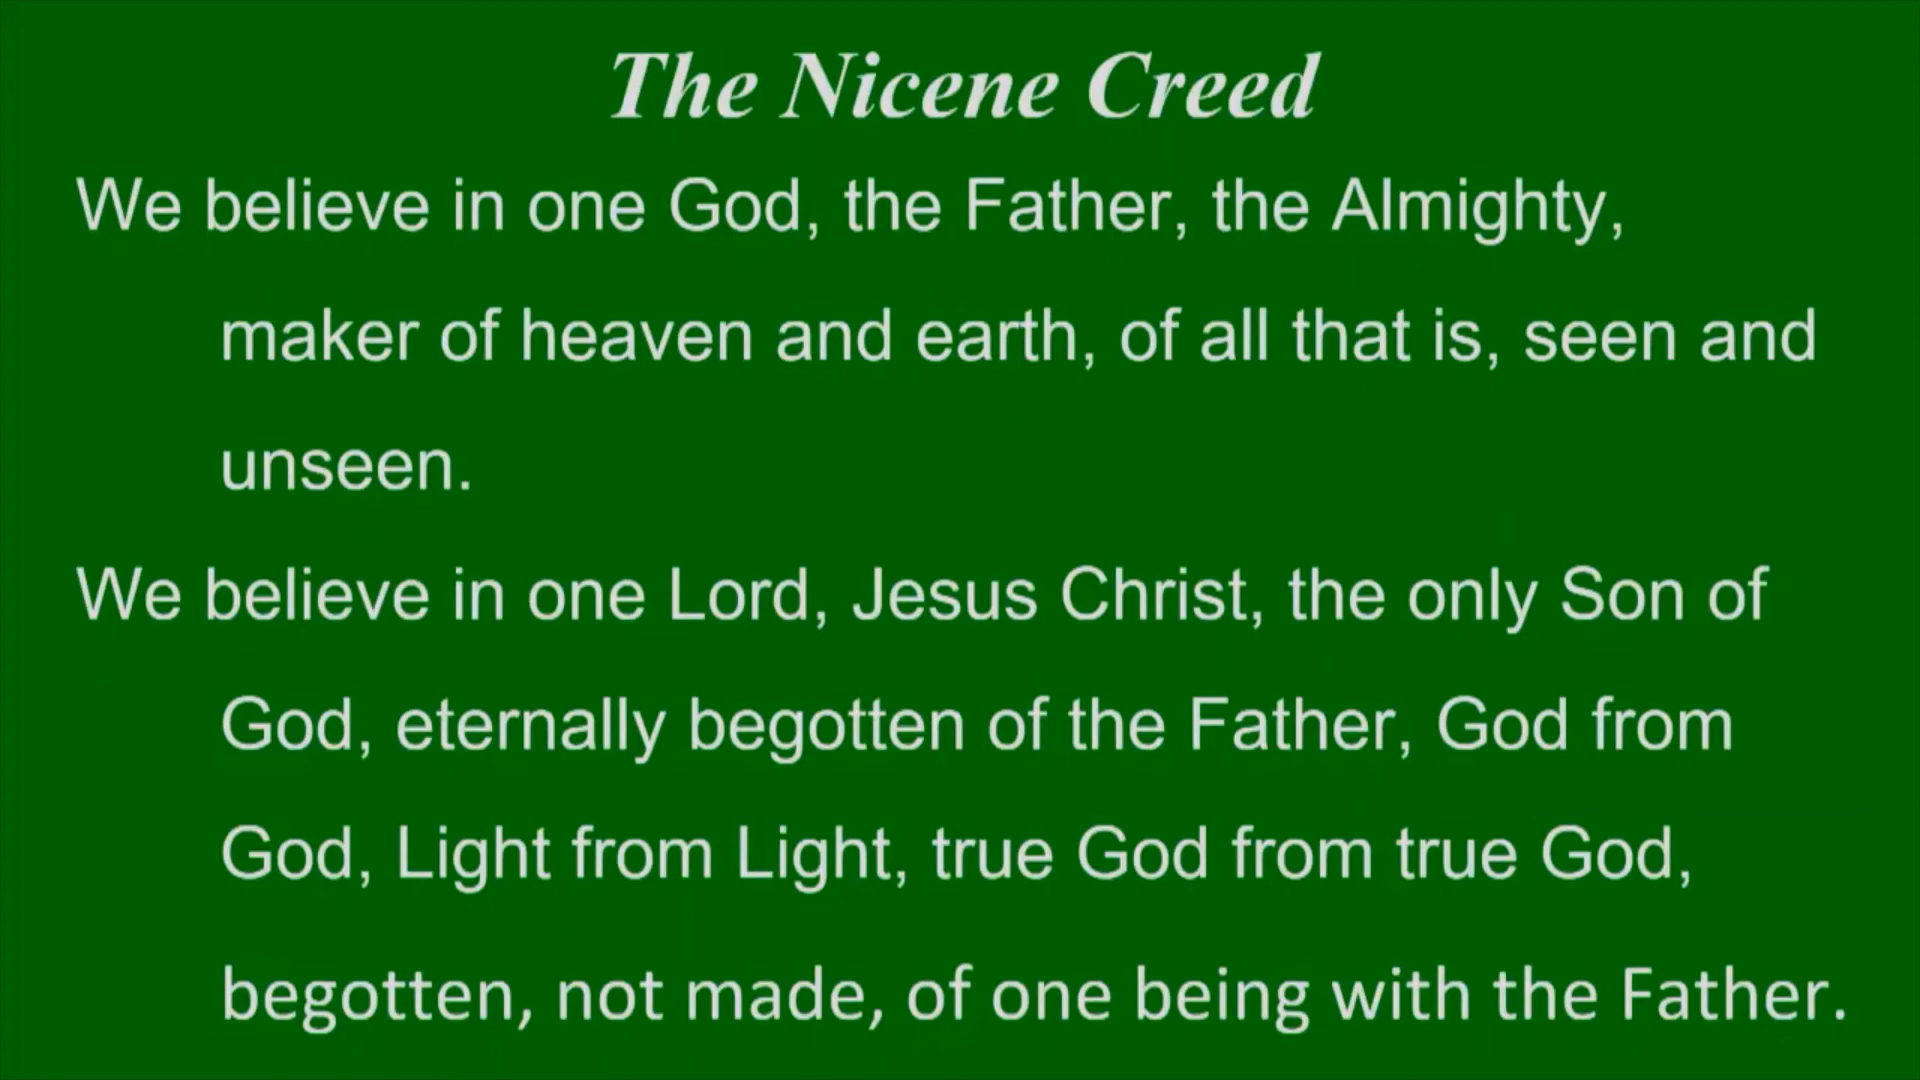 The Nicene Creed
We believe in one God, the Father, the Almighty,
maker of heaven and earth, of all that is, seen and
unseen.
We believe in one Lord, Jesus Christ, the only Son of
God, eternally begotten of the Father, God from
God, Light from Light, true God from true God,
begotten, not made, of one being with the Father.